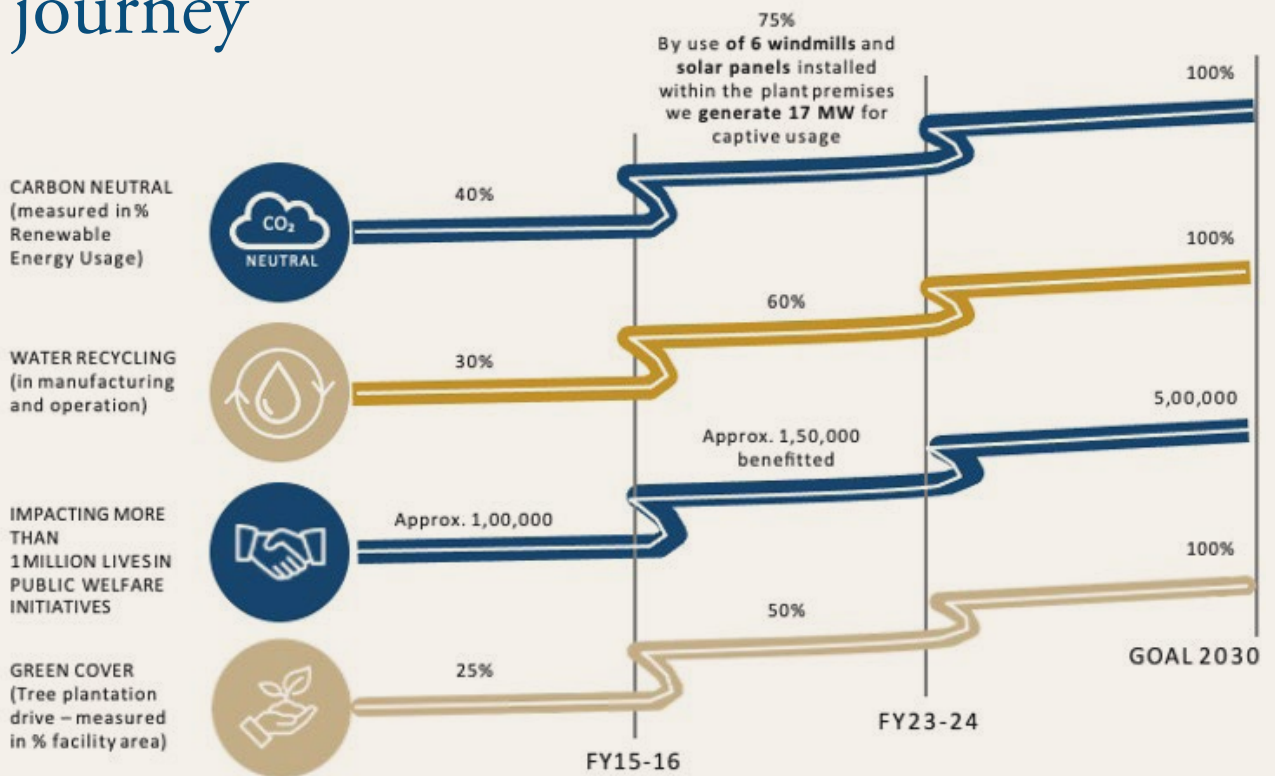 journey
75%
By use of 6 windmills and
solar panels installed
within the plant premises
we generate 17 MW for
captive usage
100%
CARBON NEUTRAL
(measured in %
Renewable
Energy Usage)
CO₂
NEUTRAL
40%
100%
WATER RECYCLING
(in manufacturing
and operation)
30%
60%
5,00,000
IMPACTING MORE
THAN
1 MILLION LIVES IN
PUBLIC WELFARE
INITIATIVES
Approx. 1,00,000
Approx. 1,50,000
benefitted
100%
GREEN COVER
(Tree plantation
drive – measured
in % facility area)
25%
50%
FY15-16
FY23-24
GOAL 2030